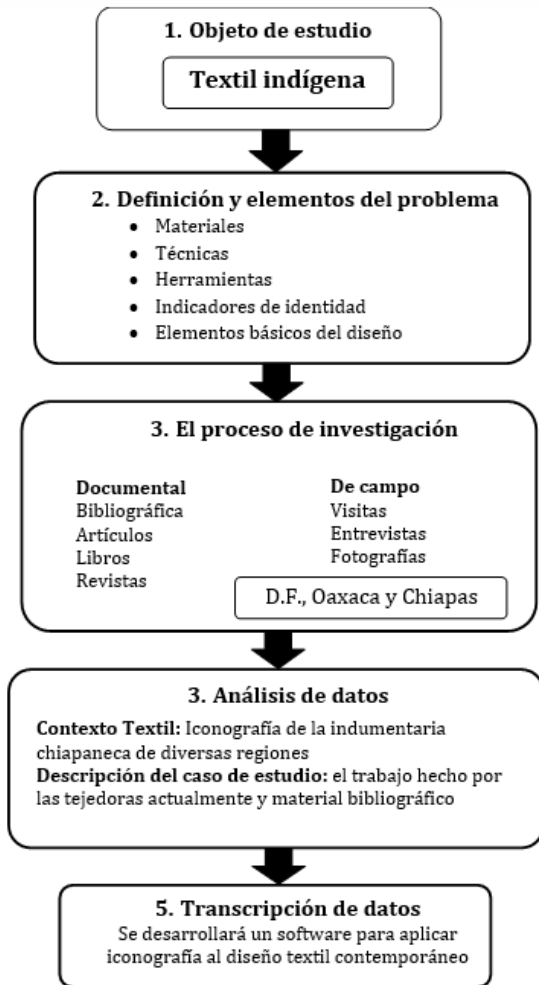 1. Objeto de estudio
Textil indígena
2. Definición y elementos del problema
• Materiales
• Técnicas
• Herramientas
• Indicadores de identidad
• Elementos básicos del diseño
3. El proceso de investigación
Documental
Bibliográfica
Artículos
Libros
Revistas
De campo
Visitas
Entrevistas
Fotografías
D.F., Oaxaca y Chiapas
3. Análisis de datos
Contexto Textil: Iconografía de la indumentaria
chiapaneca de diversas regiones
Descripción del caso de estudio: el trabajo hecho por
las tejedoras actualmente y material bibliográfico
5. Transcripción de datos
Se desarrollará un software para aplicar
iconografía al diseño textil contemporáneo